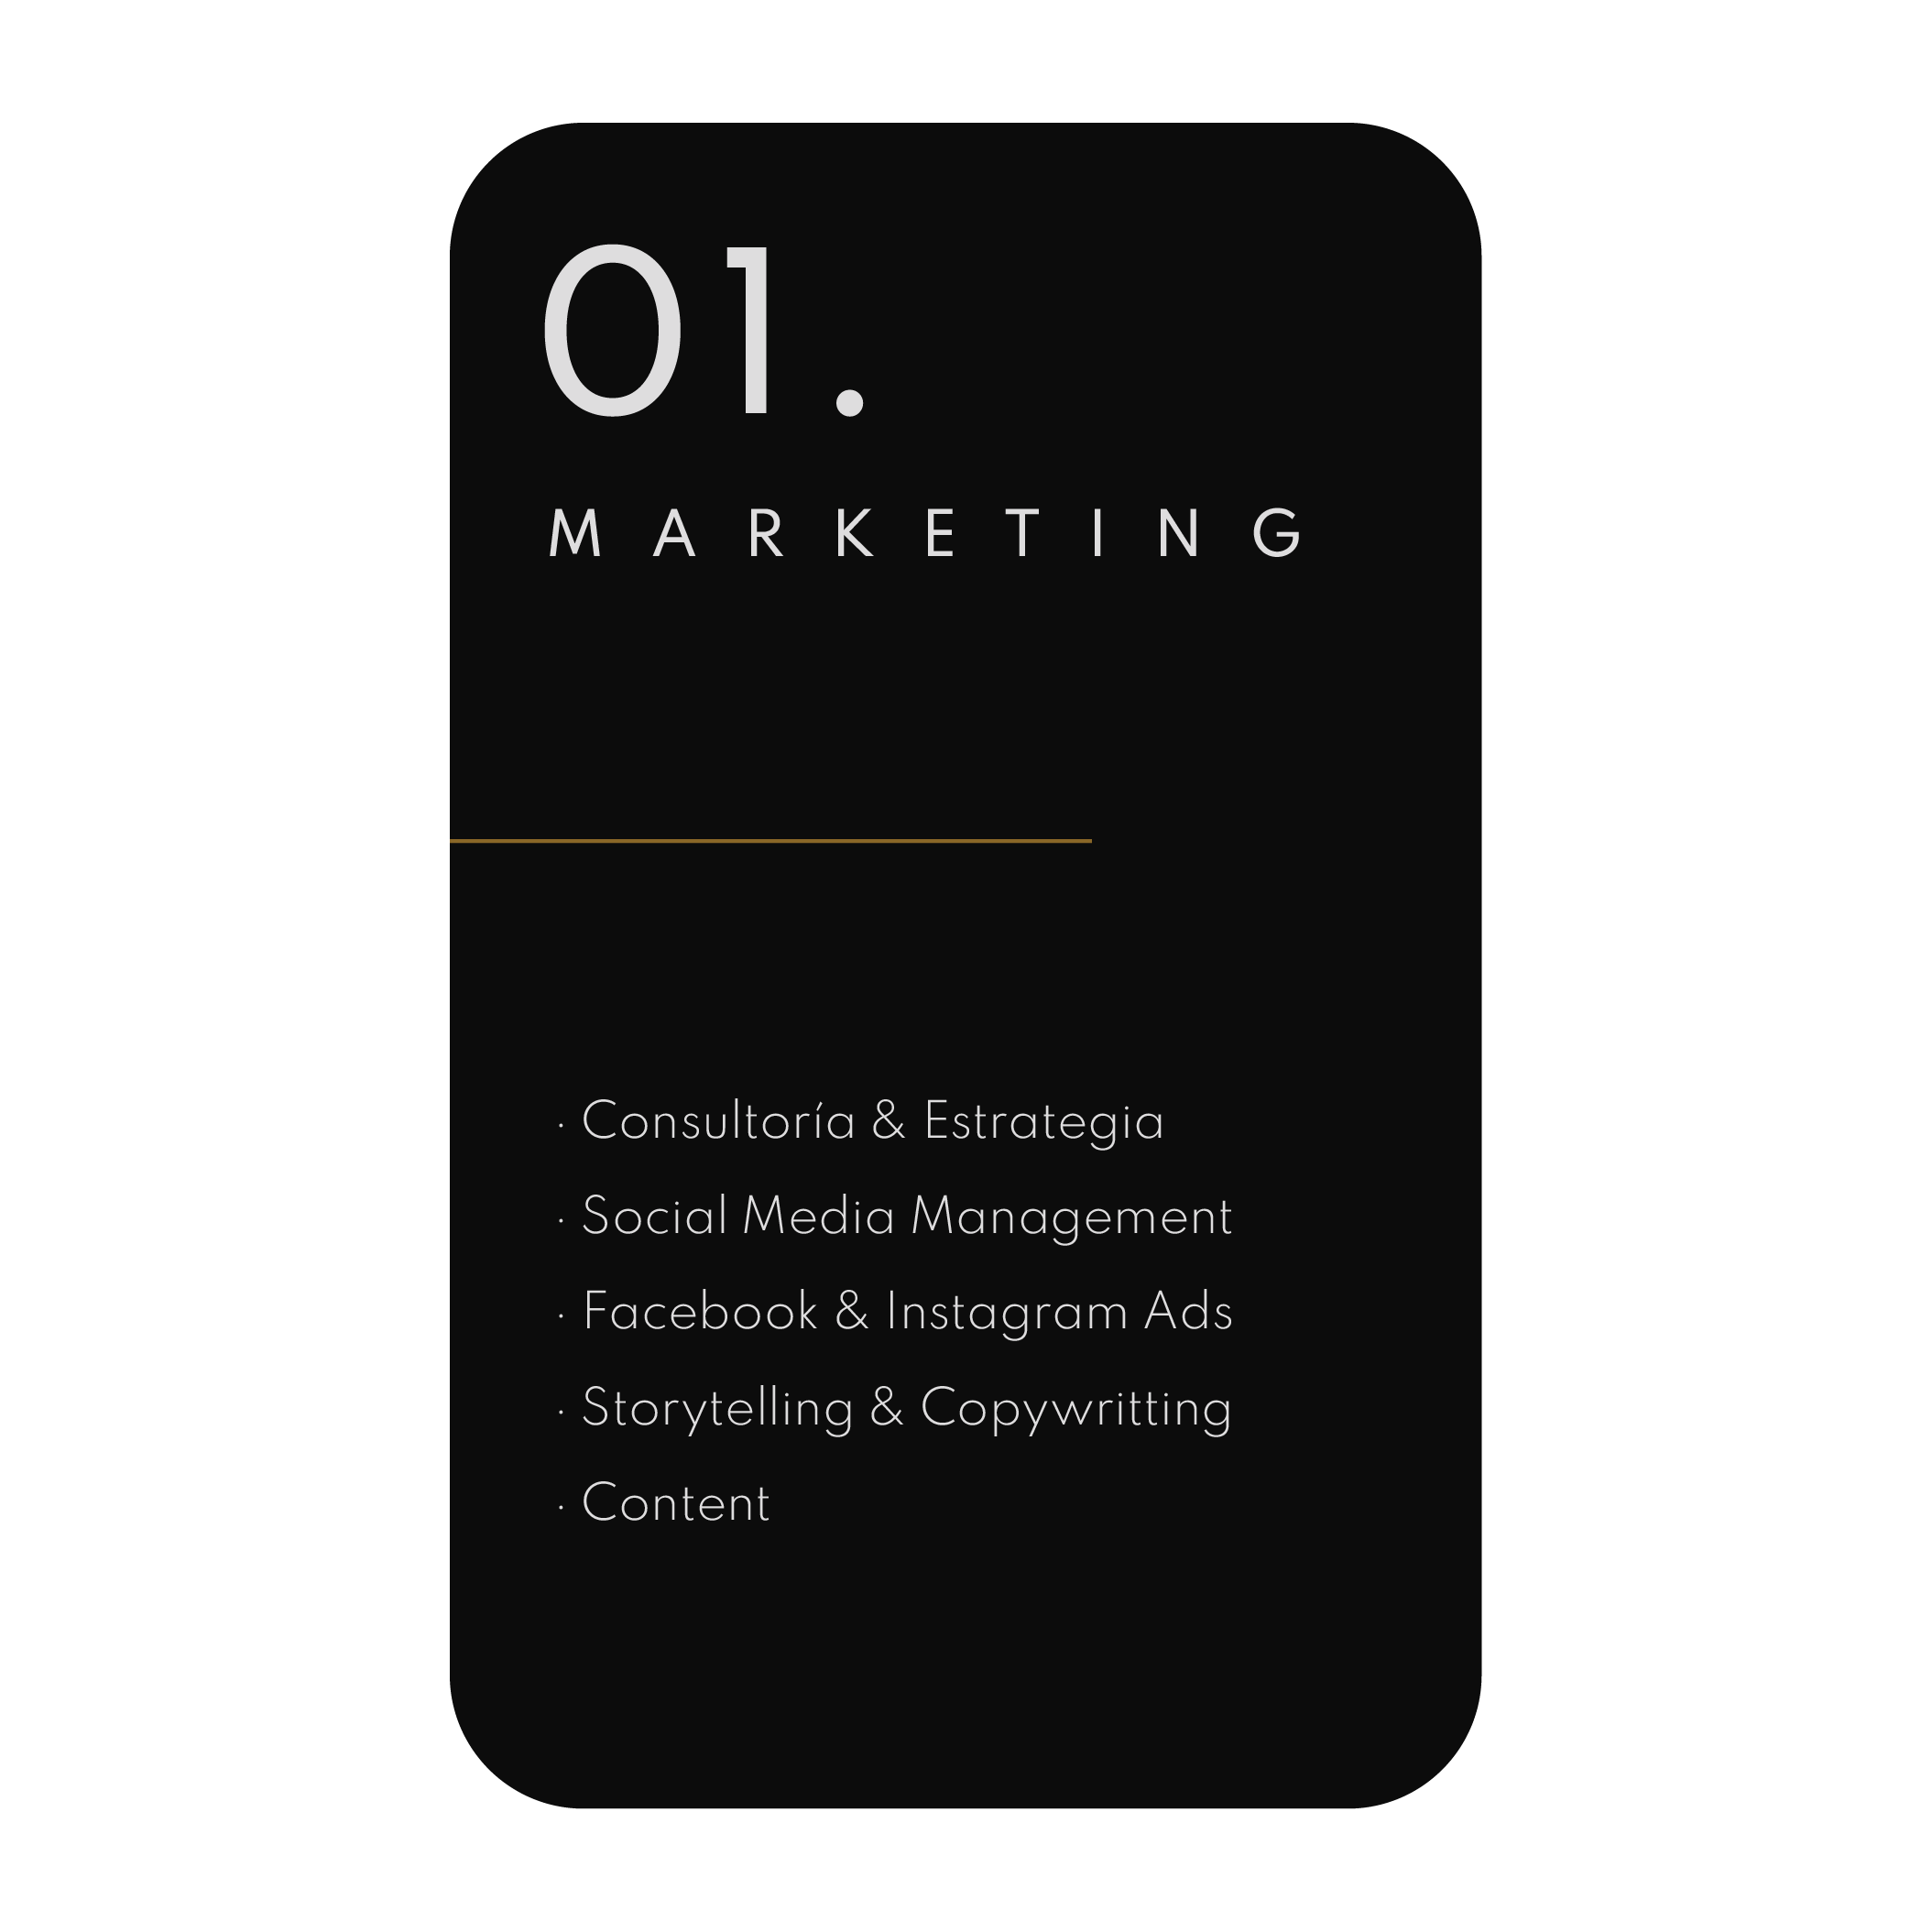 01.
MARKETING
· Consultoría & Estrategia
· Social Media Management
· Facebook & Instagram Ads
· Storytelling & Copywritting
· Content